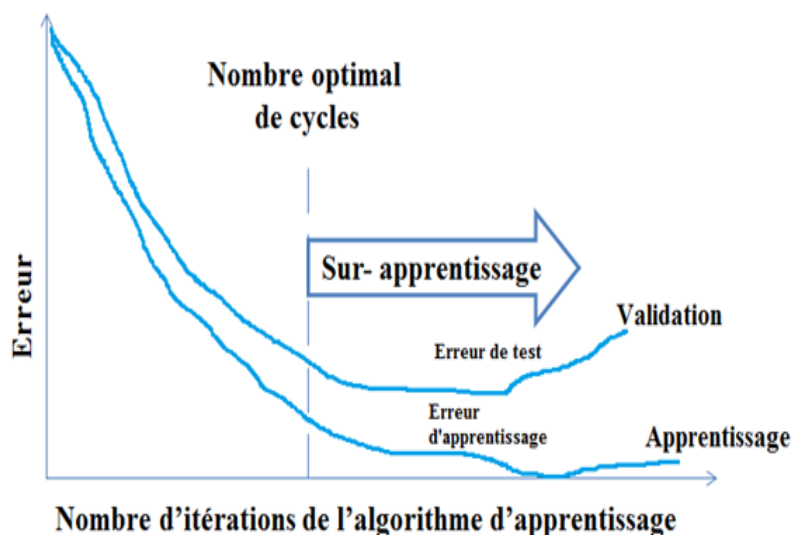 Nombre optimal
de cycles
Sur- apprentissage
Validation
Erreur de test
Erreur
d'apprentissage
Apprentissage
Erreur
Nombre d’itérations de l’algorithme d’apprentissage